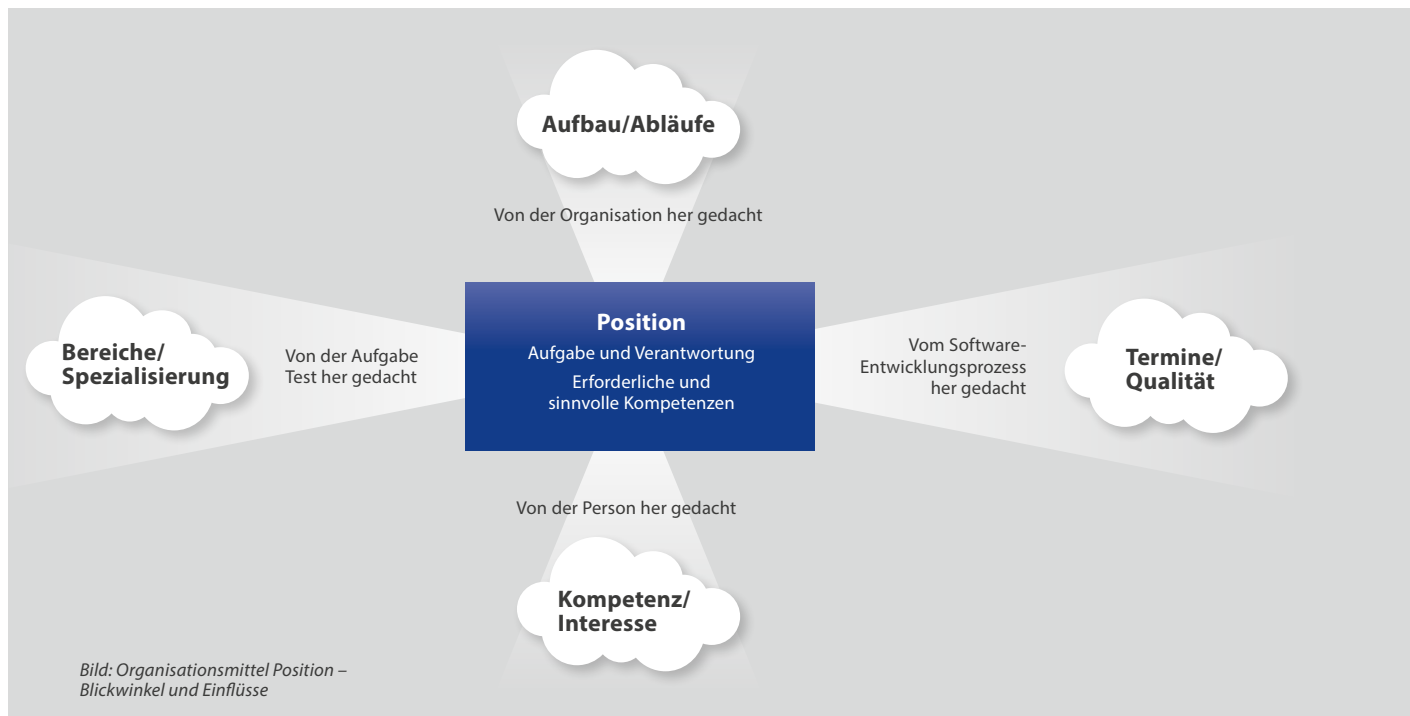 Aufbau/Abläufe
Von der Organisation her gedacht
Bereiche/
Spezialisierung
Von der Aufgabe
Test her gedacht
Position
Aufgabe und Verantwortung
Erforderliche und
sinnvolle Kompetenzen
Vom Software-
Entwicklungsprozess
her gedacht
Termine/
Qualität
Von der Person her gedacht
Kompetenz/
Interesse
Bild: Organisationsmittel Position –
Blickwinkel und Einflüsse